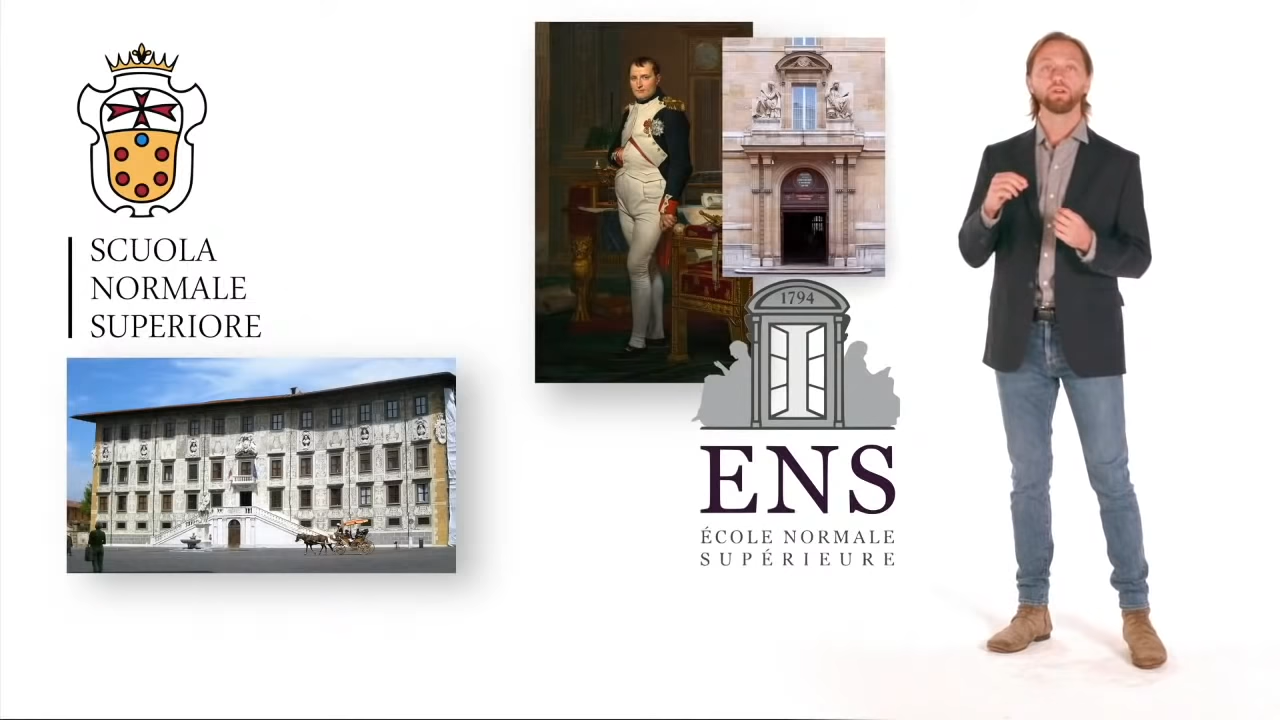 SCUOLA
NORMALE
SUPERIORE
1794
ENS
ÉCOLE NORMALE
SUPÉRIEURE